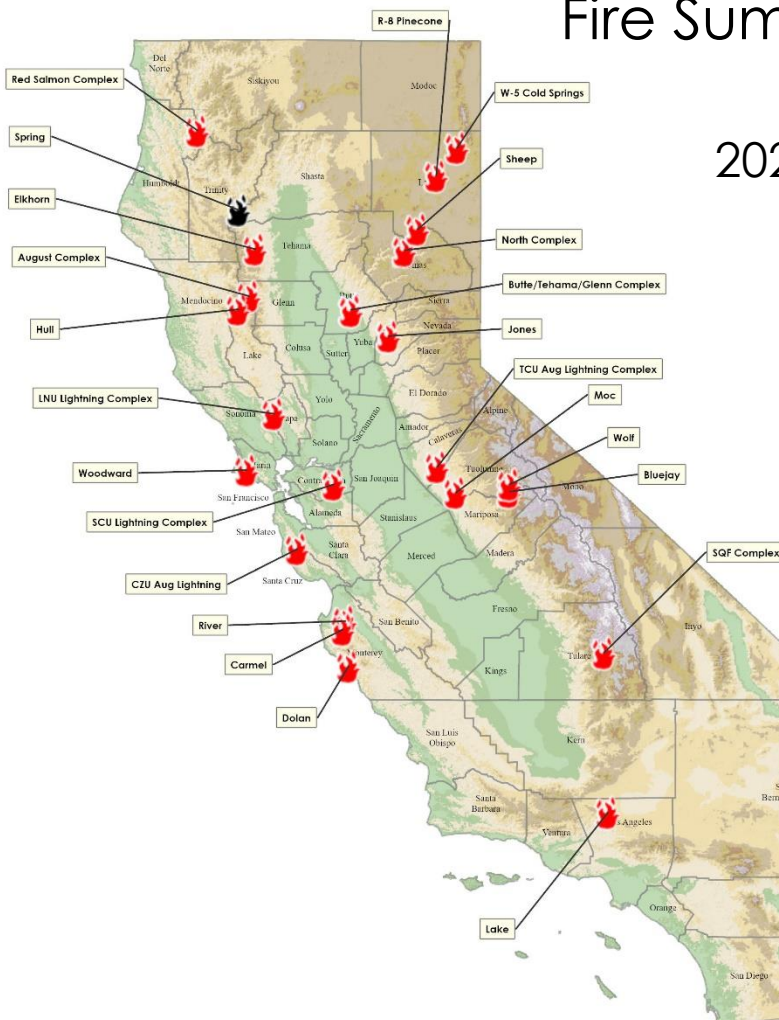 Fire Sum
R-8 Pinecone
Del
Norte
Siskiyou
Modoc
Red Salmon Complex
W-5 Cold Springs
Spring
Sheep
202
Humboldt
Trinity
Shasta
Elkhorn
Tehama
North Complex
August Complex
Butte/Tehama/Glenn Complex
Mendocino
Glenn
Sierra
Hull
Nevada
Jones
Colusa
Yuba
Lake
Sutter
Placer
TCU Aug Lightning Complex
El Dorado
Moc
LNU Lightning Complex
Yolo
Alpine
Sonoma
Sacramento
Amador
Wolf
Solano
Calaveras
Woodward
Tuolumne
Bluejay
Mono
San Joaquin
San Francisco
Alameda
Stanislaus
Mariposa
SCU Lightning Complex
San Mateo
Santa
Clara
Merced
Madera
SQF Complex
CZU Aug Lightning
Santa Cruz
Fresno
River
San Benito
Inyo
Carmel
Kings
Tulare
Dolan
San Luis
Obispo
Kern
Santa
Barbara
Ventura
s Angeles
Bern
Lake
Orange
San Diego